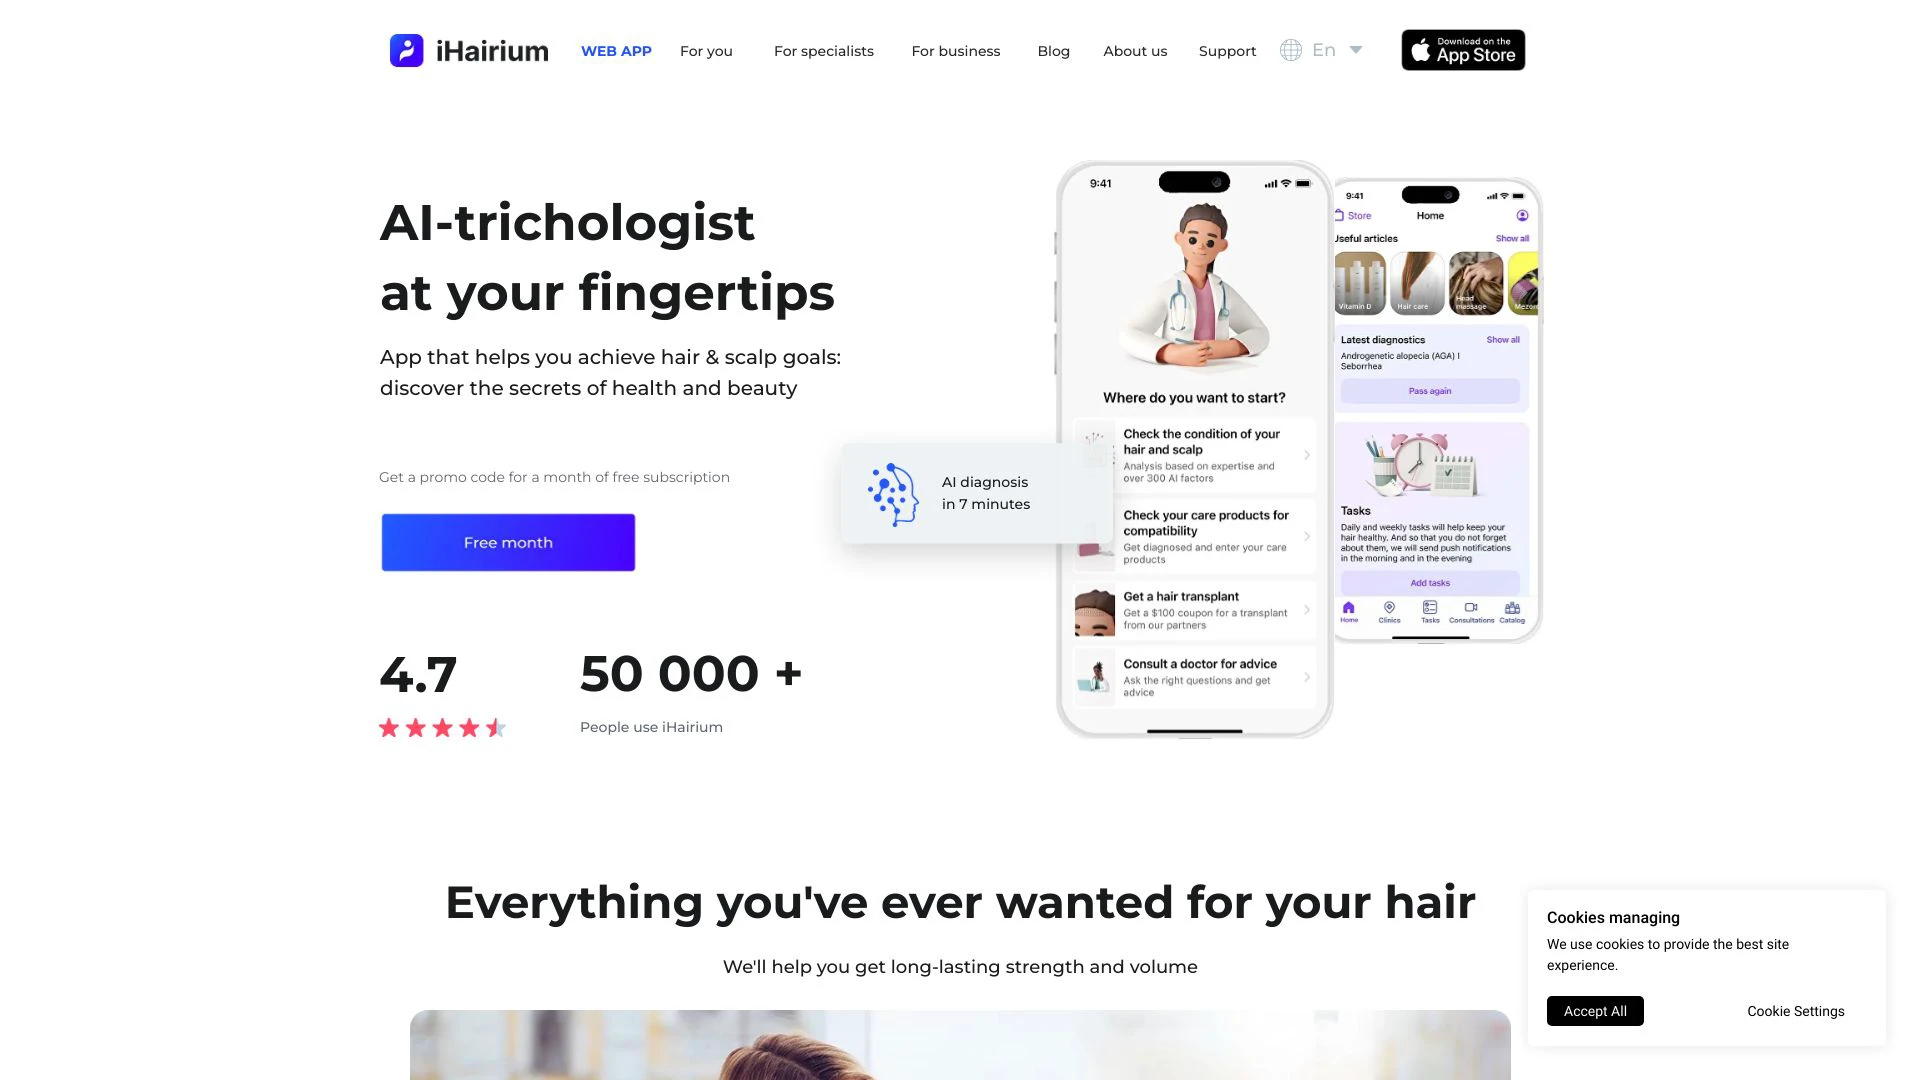 iHairium
WEB APP
For you
For specialists
For business
Blog
About us
Support
En
Download on the
App Store
AI-trichologist
at your fingertips
App that helps you achieve hair & scalp goals:
discover the secrets of health and beauty
Get a promo code for a month of free subscription
Free month
4.7
50 000 +
People use iHairium
AI diagnosis
in 7 minutes
9:41
Where do you want to start?
Check the condition of your
hair and scalp
Analysis based on expertise and
over 300 AI factors
Check your care products for
compatibility
Get diagnosed and enter your care
products
Get a hair transplant
Get a $100 coupon for a transplant
from our partners
Consult a doctor for advice
Ask the right questions and get
advice
9:41
Store
Home
Useful articles
Show all
Vitamin D
Hair care
Head
massage
Latest diagnostics
Show all
Androgenetic alopecia (AGA) I
Seborrhea
Pass again
Tasks
Daily and weekly tasks will help keep your
hair healthy. And so that you do not forget
about them, we will send push notifications
in the morning and in the evening
Add tasks
Home
Clinics
Tasks
Consultations
Catalog
Everything you've ever wanted for your hair
We'll help you get long-lasting strength and volume
Cookies managing
We use cookies to provide the best site
experience.
Accept All
Cookie Settings